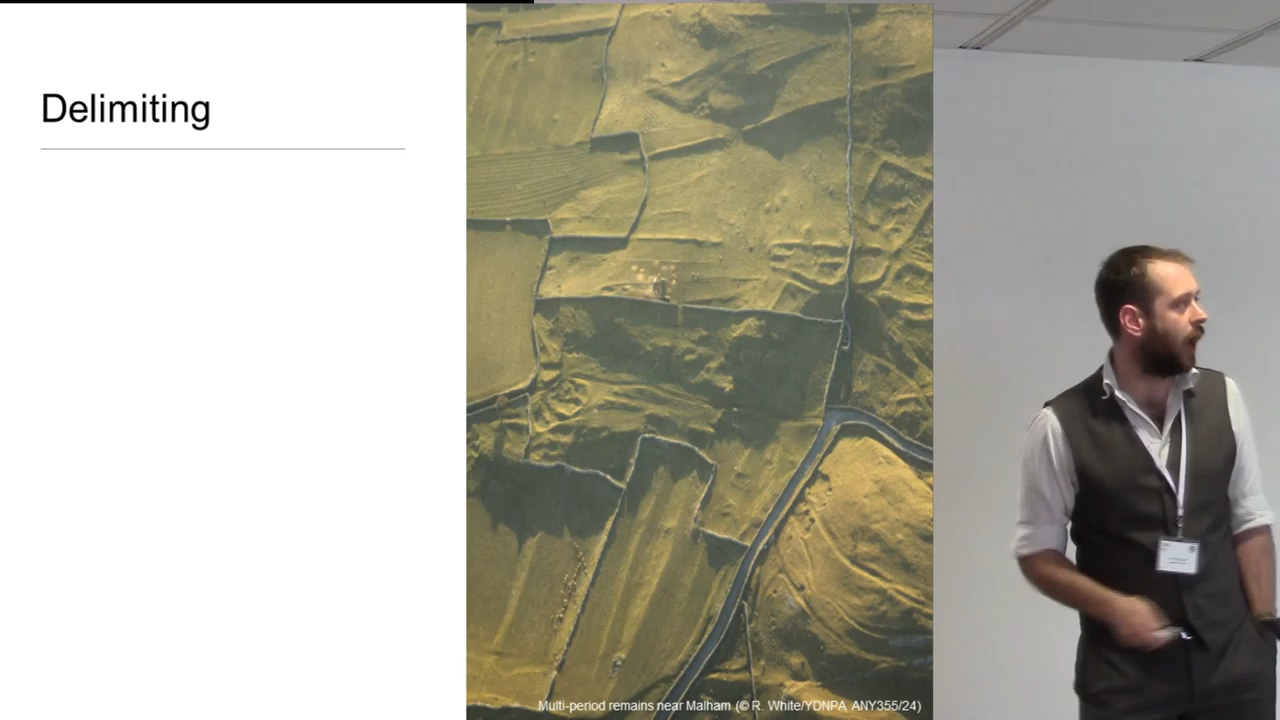 Delimiting
Multi-period remains near Malham (© R. White/YDNPA ANY355/24)